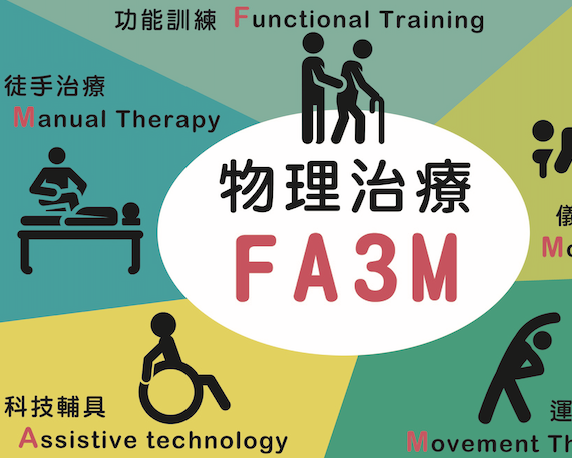 功能訓練 Functional Training
徒手治療
Manual Therapy
物理治療
FA3M
儀
Mo
科技輔具
Assistive technology
運
Movement Th